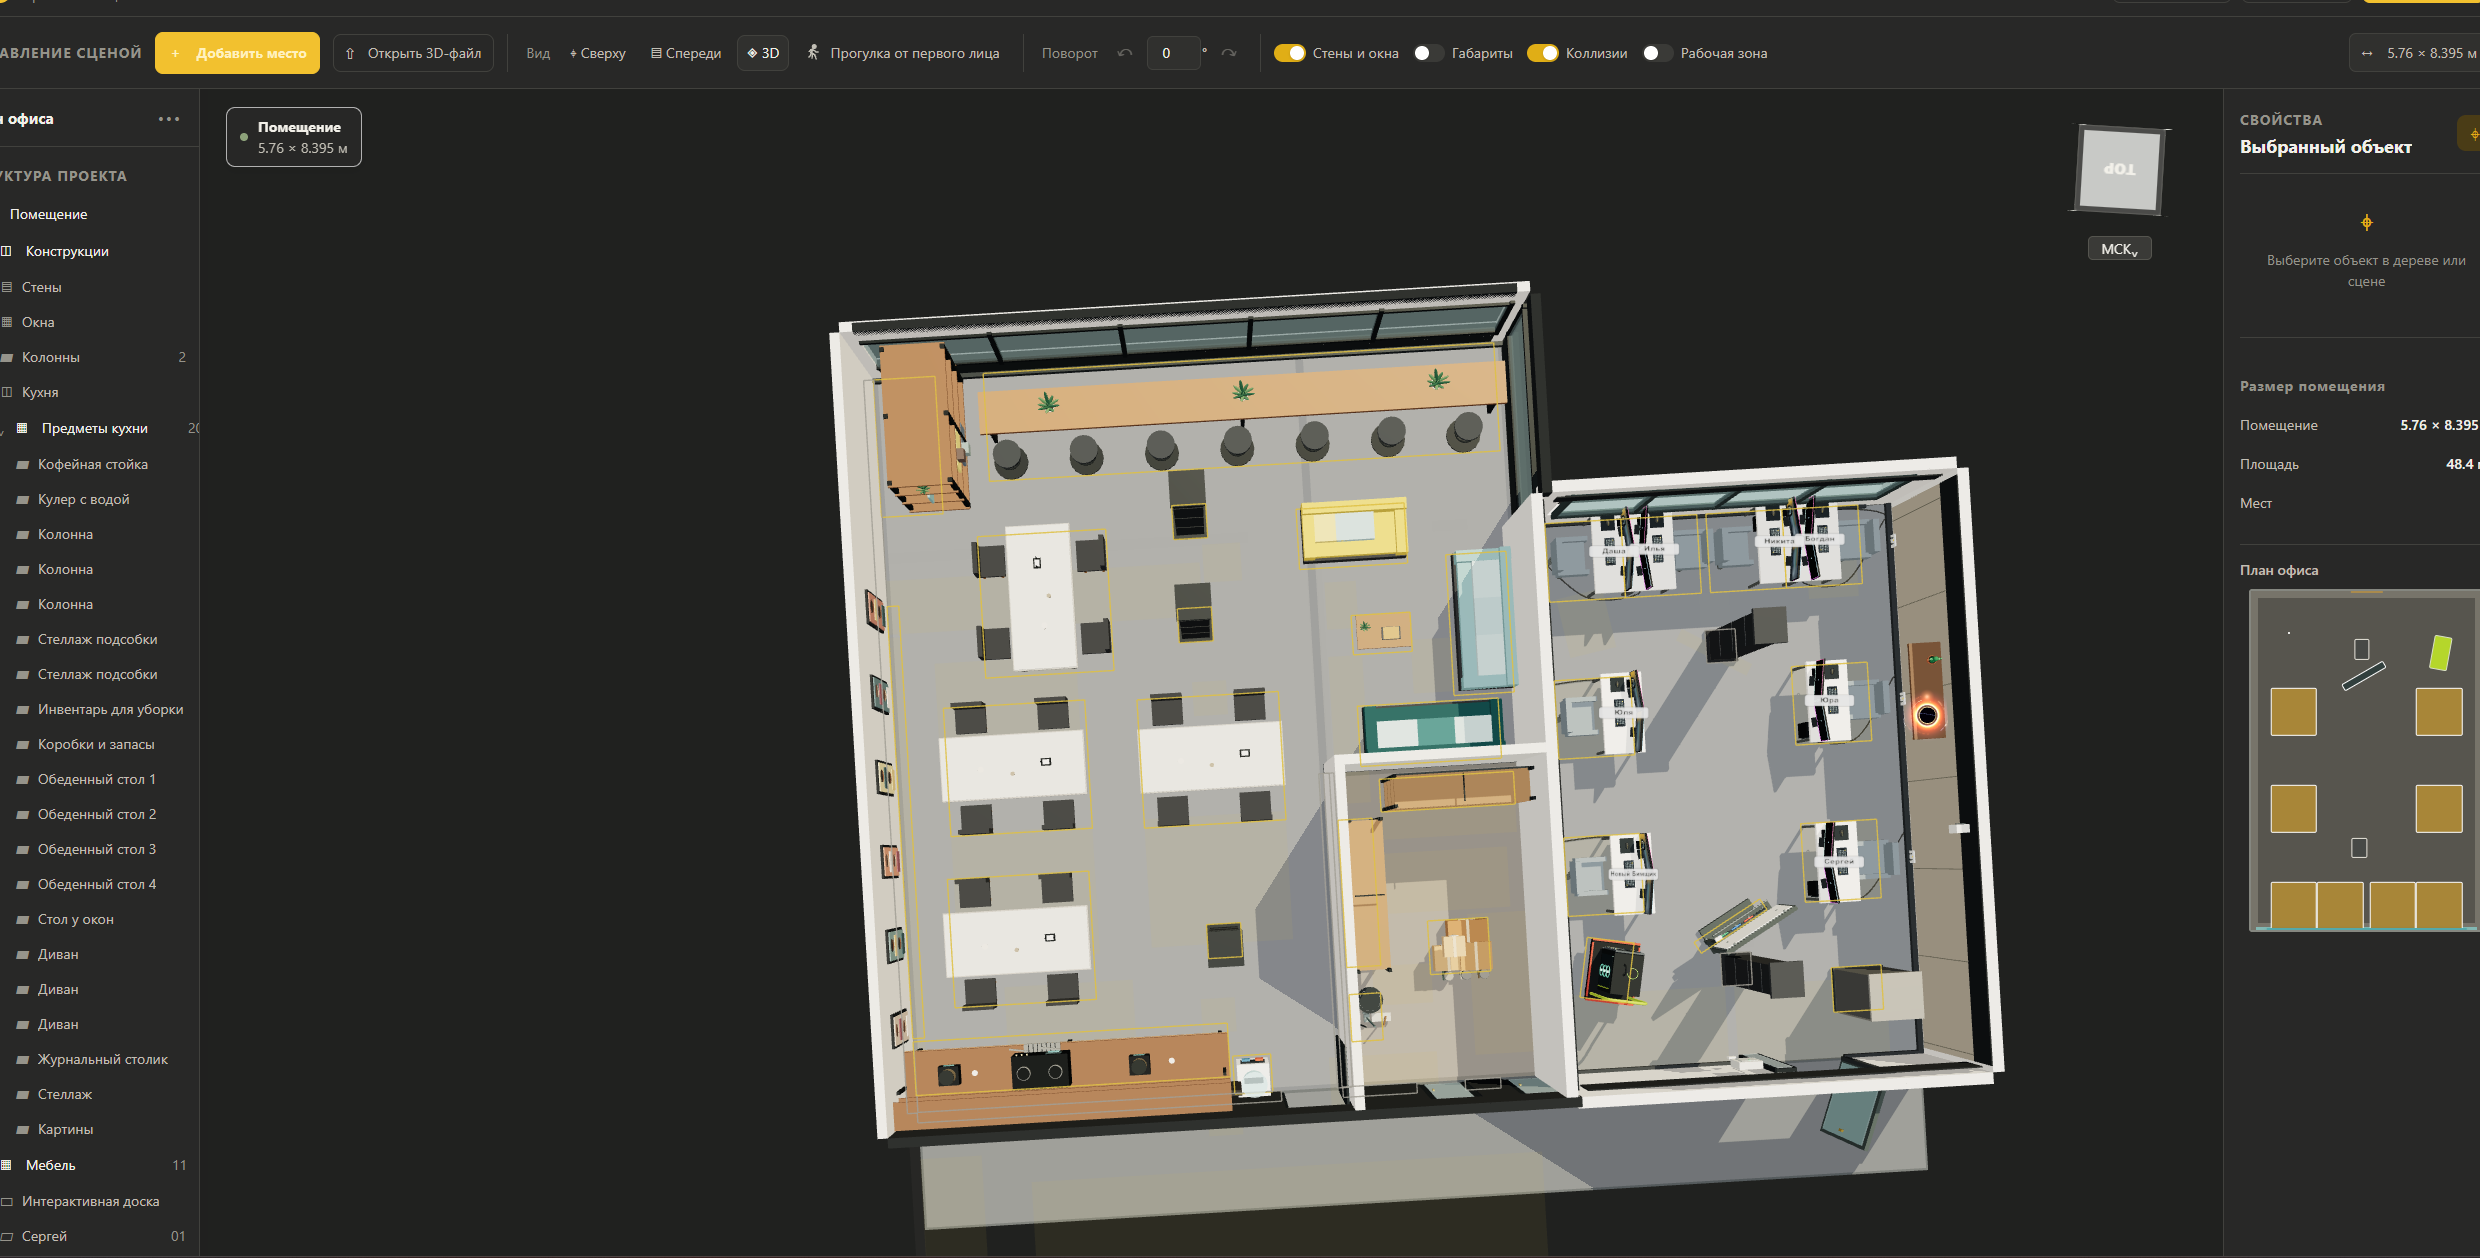 АВЛЕНИЕ СЦЕНОЙ
+ Добавить место
Открыть 3D-файл
Вид
Сверху
Спереди
3D
Прогулка от первого лица
Поворот
0
°
Стены и окна
Габариты
Коллизии
Рабочая зона
5.76 × 8.395 м
н офиса
УКТУРА ПРОЕКТА
Помещение
Конструкции
Стены
Окна
Колонны 2
Кухня
Предметы кухни 20
Кофейная стойка
Кулер с водой
Колонна
Колонна
Колонна
Стеллаж подсобки
Стеллаж подсобки
Инвентарь для уборки
Коробки и запасы
Обеденный стол 1
Обеденный стол 2
Обеденный стол 3
Обеденный стол 4
Стол у окон
Диван
Диван
Диван
Журнальный столик
Стеллаж
Картины
Мебель 11
Интерактивная доска
Сергей 01
Помещение
5.76 × 8.395 м
TOP
МСК
Даша
Илья
Никита
Богдан
Юля
Юра
Сергей
СВОЙСТВА
Выбранный объект
Выберите объект в дереве или
сцене
Размер помещения
Помещение 5.76 × 8.395
Площадь 48.4
Мест
План офиса